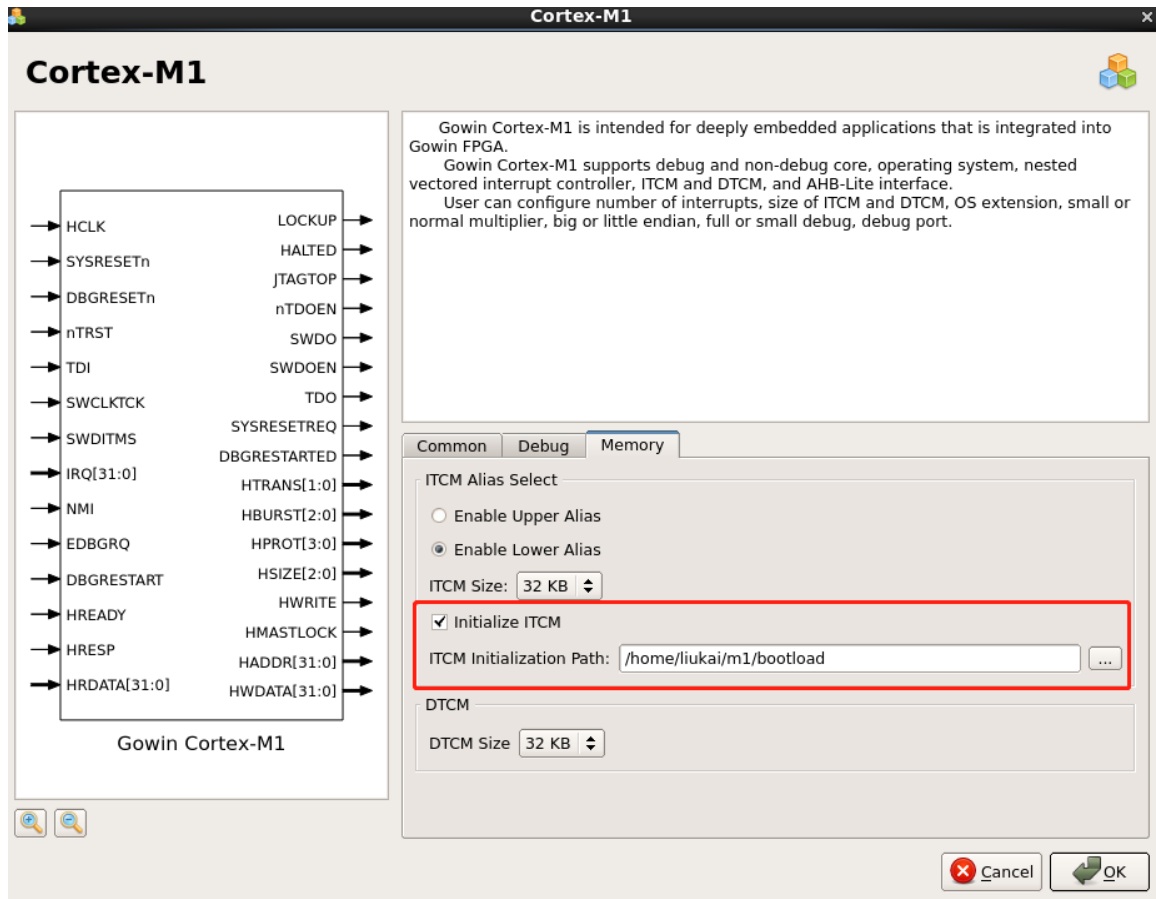 Cortex-M1
Cortex-M1
HCLK
SYSRESETn
DBGRESETn
nTRST
TDI
SWCLKTCK
SWDITMS
IRQ[31:0]
NMI
EDBGRQ
DBGRESTART
HREADY
HRESP
HRDATA[31:0]
LOCKUP
HALTED
JTAGTOP
nTDOEN
SWDO
SWDOEN
TDO
SYSRESETREQ
DBGRESTARTED
HTRANS[1:0]
HBURST[2:0]
HPROT[3:0]
HSIZE[2:0]
HWRITE
HMASTLOCK
HADDR[31:0]
HWDATA[31:0]
Gowin Cortex-M1
Gowin Cortex-M1 is intended for deeply embedded applications that is integrated into
Gowin FPGA.
Gowin Cortex-M1 supports debug and non-debug core, operating system, nested
vectored interrupt controller, ITCM and DTCM, and AHB-Lite interface.
User can configure number of interrupts, size of ITCM and DTCM, OS extension, small or
normal multiplier, big or little endian, full or small debug, debug port.
Common Debug Memory
ITCM Alias Select
Enable Upper Alias
Enable Lower Alias
ITCM Size: 32 KB
Initialize ITCM
ITCM Initialization Path: /home/liukai/m1/bootload ...
DTCM
DTCM Size 32 KB
Cancel OK